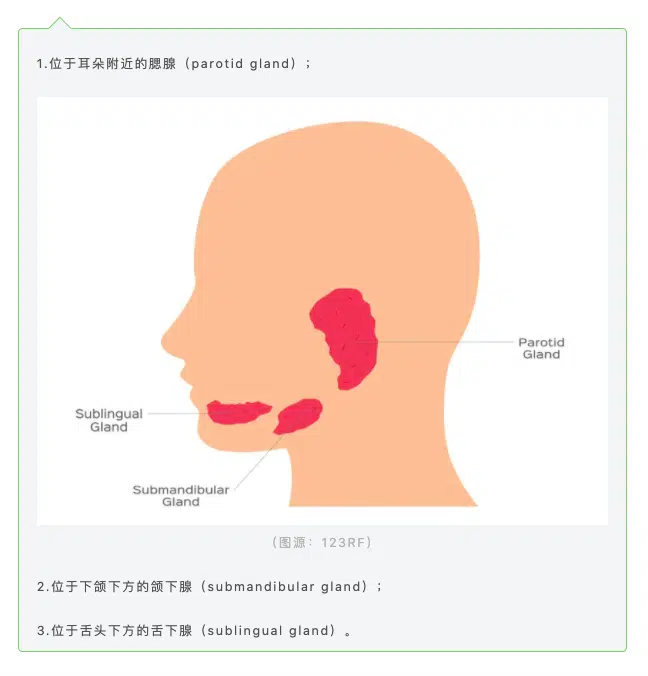 1.位于耳朵附近的腮腺（parotid gland）；
Parotid
Gland
Sublingual
Gland
Submandibular
Gland
（图源：123RF）
2.位于下颌下方的颌下腺（submandibular gland）；
3.位于舌头下方的舌下腺（sublingual gland）。